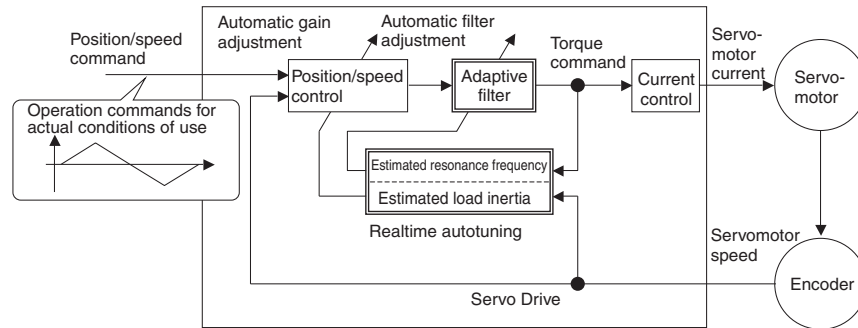 Automatic gain
adjustment
Automatic filter
adjustment
Position/speed
command
Torque
command
Servo-
motor
current
Position/speed
control
Adaptive
filter
Current
control
Servo-
motor
Operation commands for
actual conditions of use
Estimated resonance frequency
Estimated load inertia
Realtime autotuning
Servomotor
speed
Encoder
Servo Drive